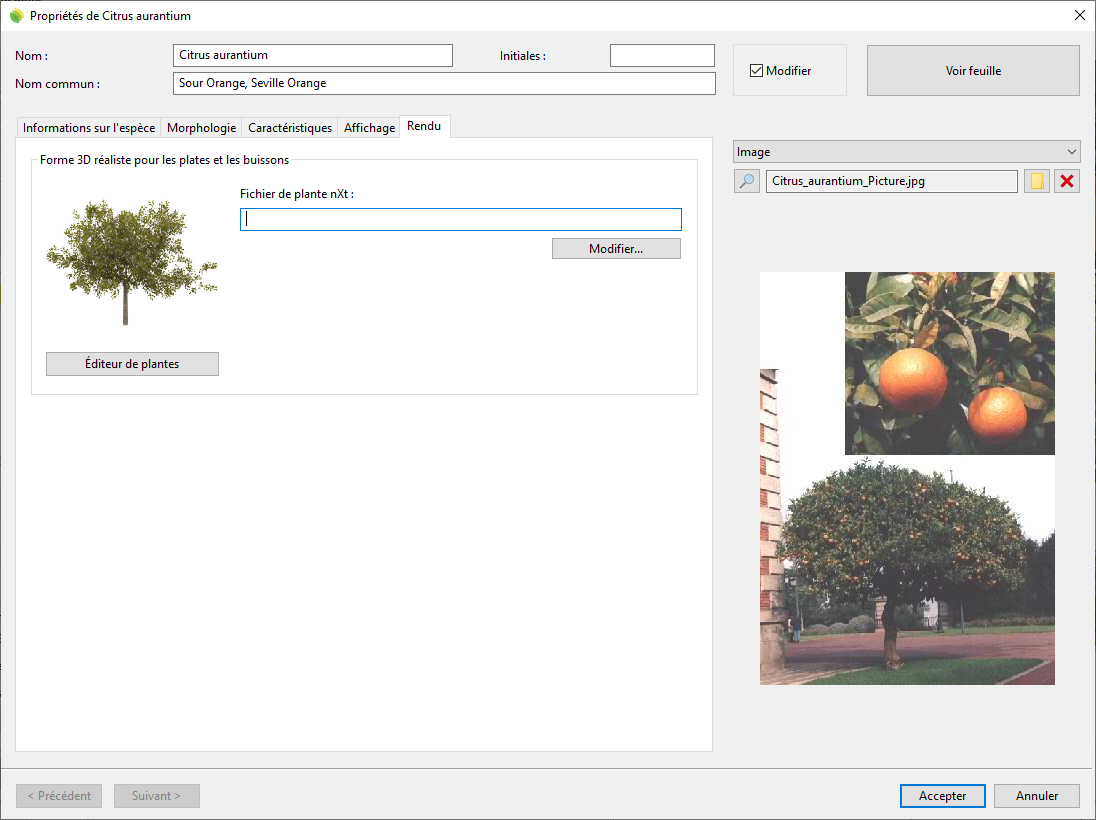 Propriétés de Citrus aurantium
Nom :
Citrus aurantium
Initiales :
Modifier
Voir feuille
Nom commun :
Sour Orange, Seville Orange
Informations sur l'espèce
Morphologie
Caractéristiques
Affichage
Rendu
Image
Forme 3D réaliste pour les plates et les buissons
Citrus_aurantium_Picture.jpg
Fichier de plante nXt :
Modifier...
Éditeur de plantes
< Précédent
Suivant >
Accepter
Annuler